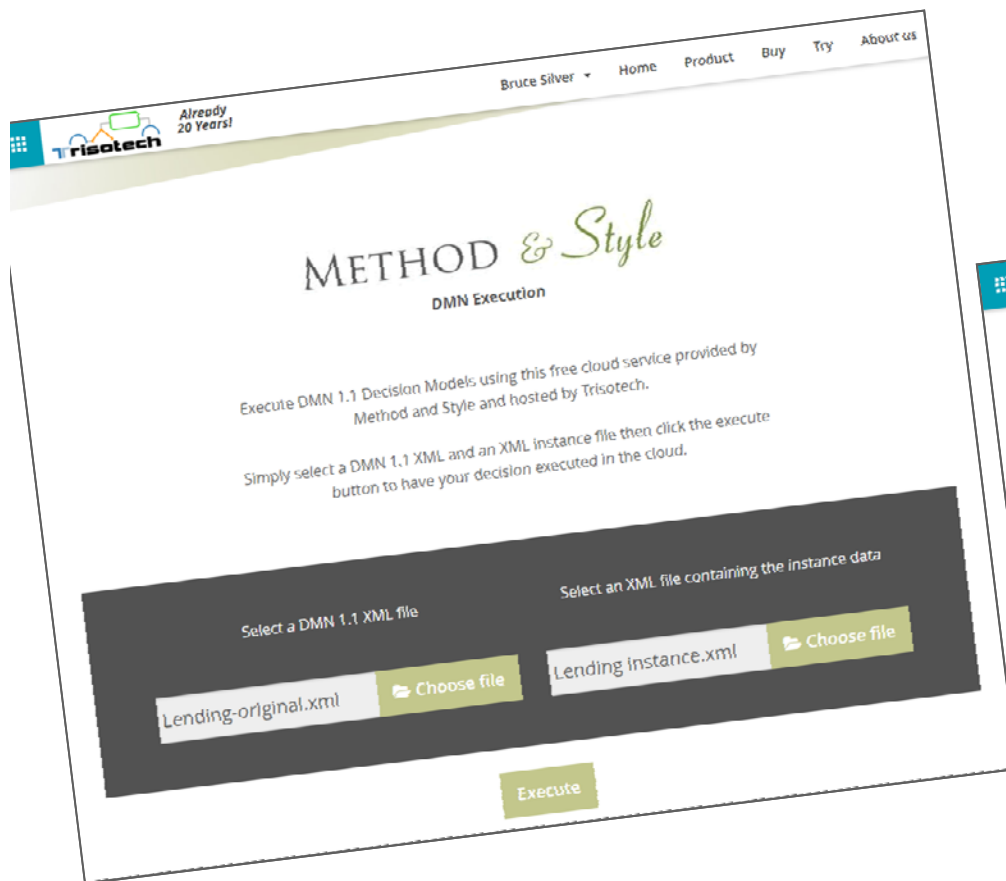 Trisotech
Already
20 Years!
Bruce Silver Home Product Buy Try About us
METHOD & Style
DMN Execution
Execute DMN 1.1 Decision Models using this free cloud service provided by
Method and Style and hosted by Trisotech.
Simply select a DMN 1.1 XML and an XML instance file then click the execute
button to have your decision executed in the cloud.
Select a DMN 1.1 XML file
Select an XML file containing the instance data
Lending-original.xml Choose file
Lending Instance.xml Choose file
Execute